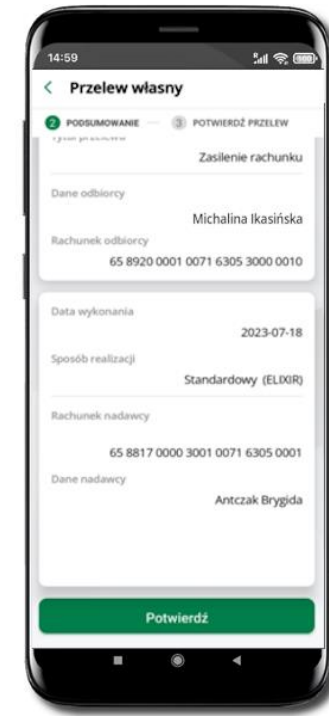 14:59
Przelew własny
2 PODSUMOWANIE 3 POTWIERDŹ PRZELEW
Tytuł przelewu
Zasilenie rachunku
Dane odbiorcy
Michalina Ikasińska
Rachunek odbiorcy
65 8920 0001 0071 6305 3000 0010
Data wykonania
2023-07-18
Sposób realizacji
Standardowy (ELIXIR)
Rachunek nadawcy
65 8817 0000 3001 0071 6305 0001
Dane nadawcy
Antczak Brygida
Potwierdź